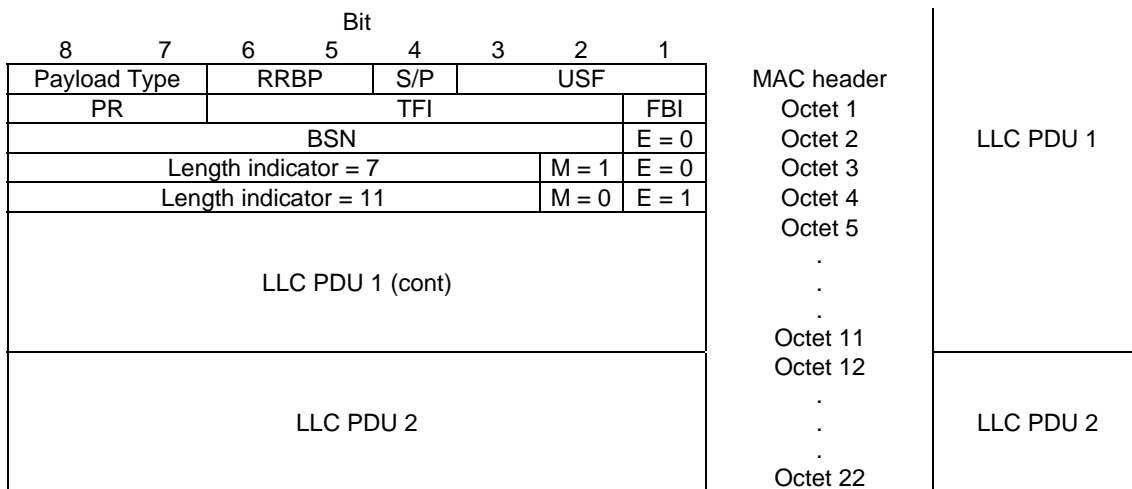 Bit
8 7 6 5 4 3 2 1
Payload Type RRBP S/P USF MAC header
PR TFI FBI Octet 1
BSN E = 0 Octet 2 LLC PDU 1
Length indicator = 7 M = 1 E = 0 Octet 3
Length indicator = 11 M = 0 E = 1 Octet 4
Octet 5
.
LLC PDU 1 (cont) .
.
Octet 11
Octet 12
.
LLC PDU 2 . LLC PDU 2
.
Octet 22